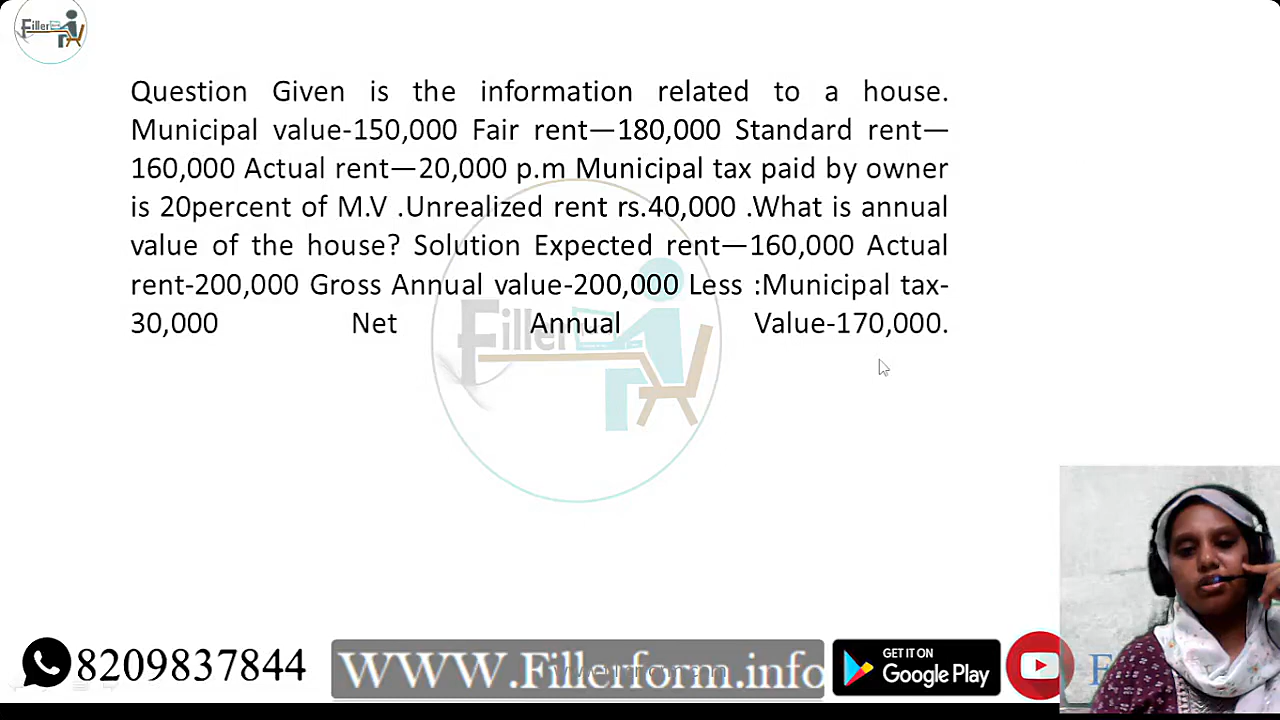 Filler
Question Given is the information related to a house.
Municipal value-150,000 Fair rent—180,000 Standard rent—
160,000 Actual rent—20,000 p.m Municipal tax paid by owner
is 20percent of M.V .Unrealized rent rs.40,000 .What is annual
value of the house? Solution Expected rent—160,000 Actual
rent-200,000 Gross Annual value-200,000 Less :Municipal tax-
30,000 Net Annual Value-170,000.
Filler
8209837844
WWW.Fillerform.info
GET IT ON
Google Play
F